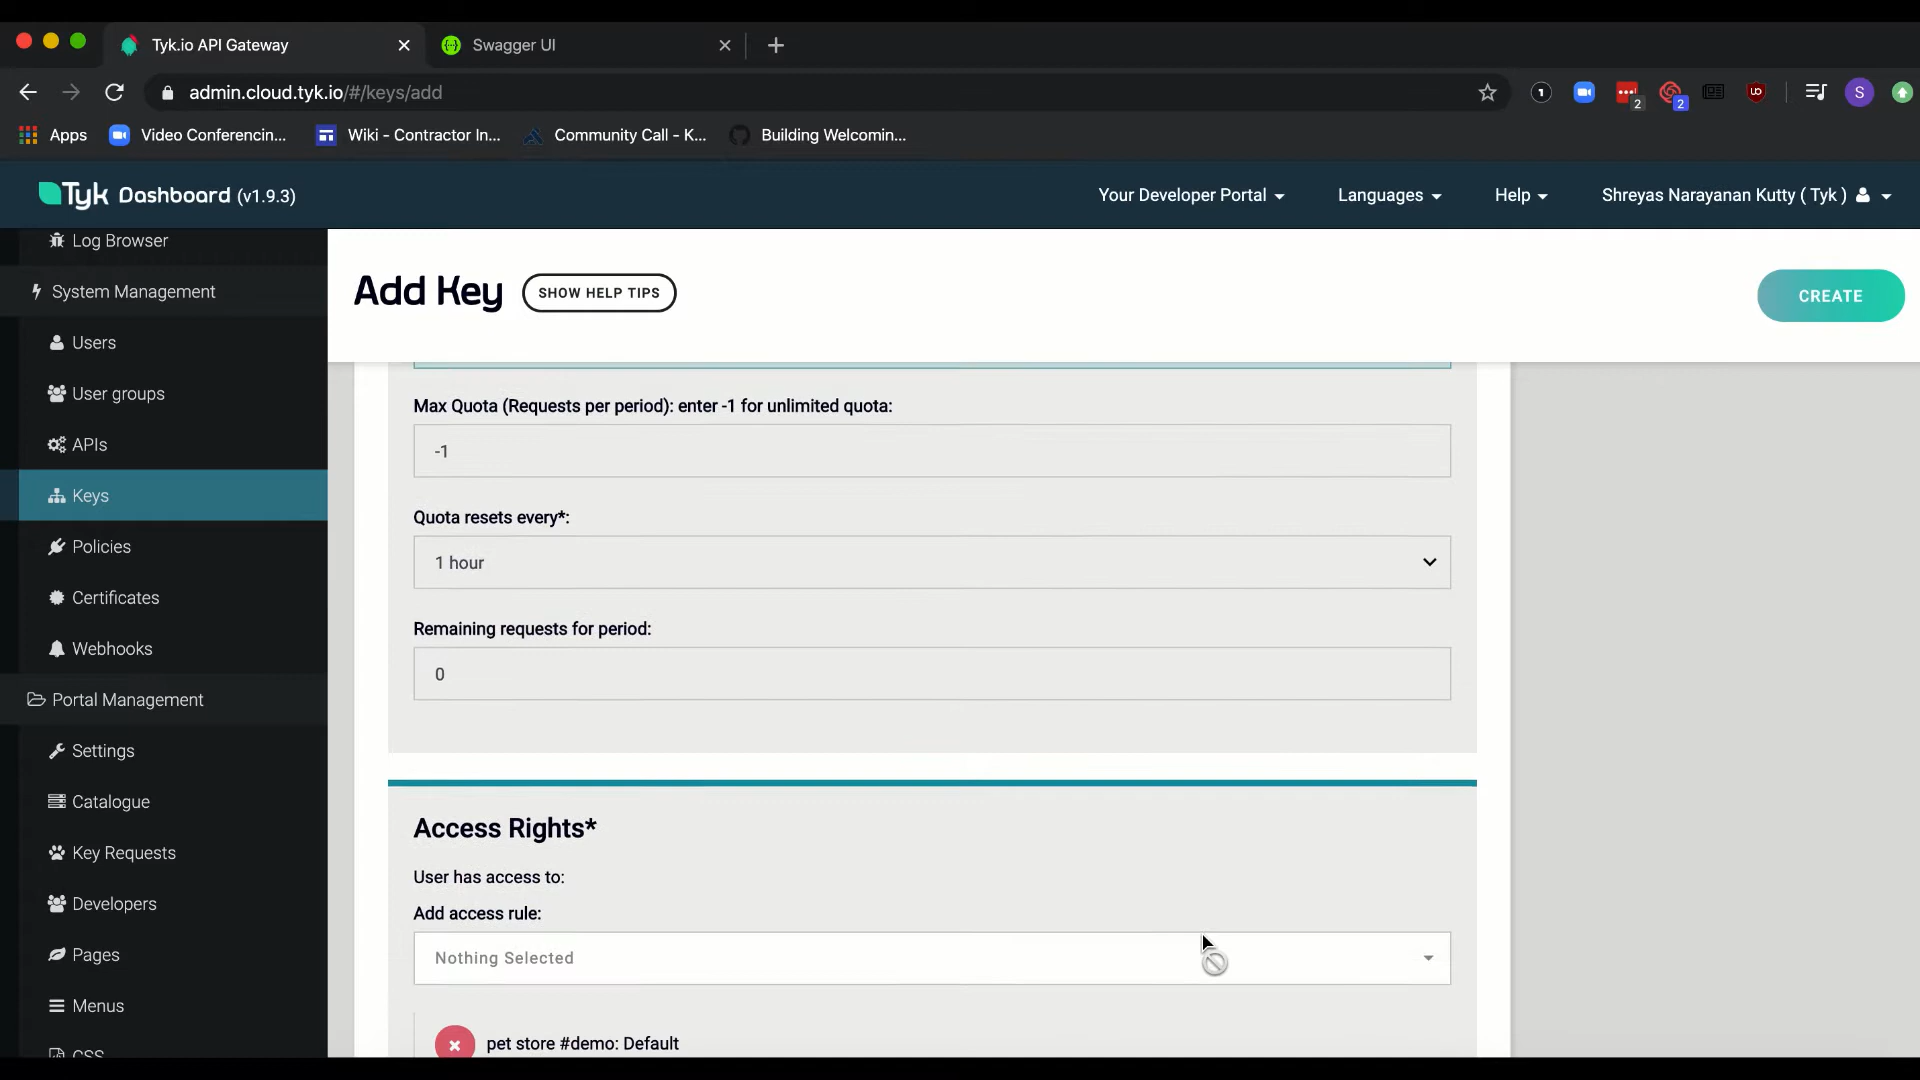 Tyk.io API Gateway
Swagger UI
admin.cloud.tyk.io/#/keys/add
1
2
2
S
Apps
Video Conferencin...
Wiki - Contractor In...
Community Call - K...
Building Welcomin...
Tyk Dashboard (v1.9.3)
Your Developer Portal
Languages
Help
Shreyas Narayanan Kutty ( Tyk )
Log Browser
System Management
Users
User groups
APIs
Keys
Policies
Certificates
Webhooks
Portal Management
Settings
Catalogue
Key Requests
Developers
Pages
Menus
CSS
Add Key
SHOW HELP TIPS
CREATE
Max Quota (Requests per period): enter -1 for unlimited quota:
-1
Quota resets every*:
1 hour
Remaining requests for period:
0
Access Rights*
User has access to:
Add access rule:
Nothing Selected
pet store #demo: Default